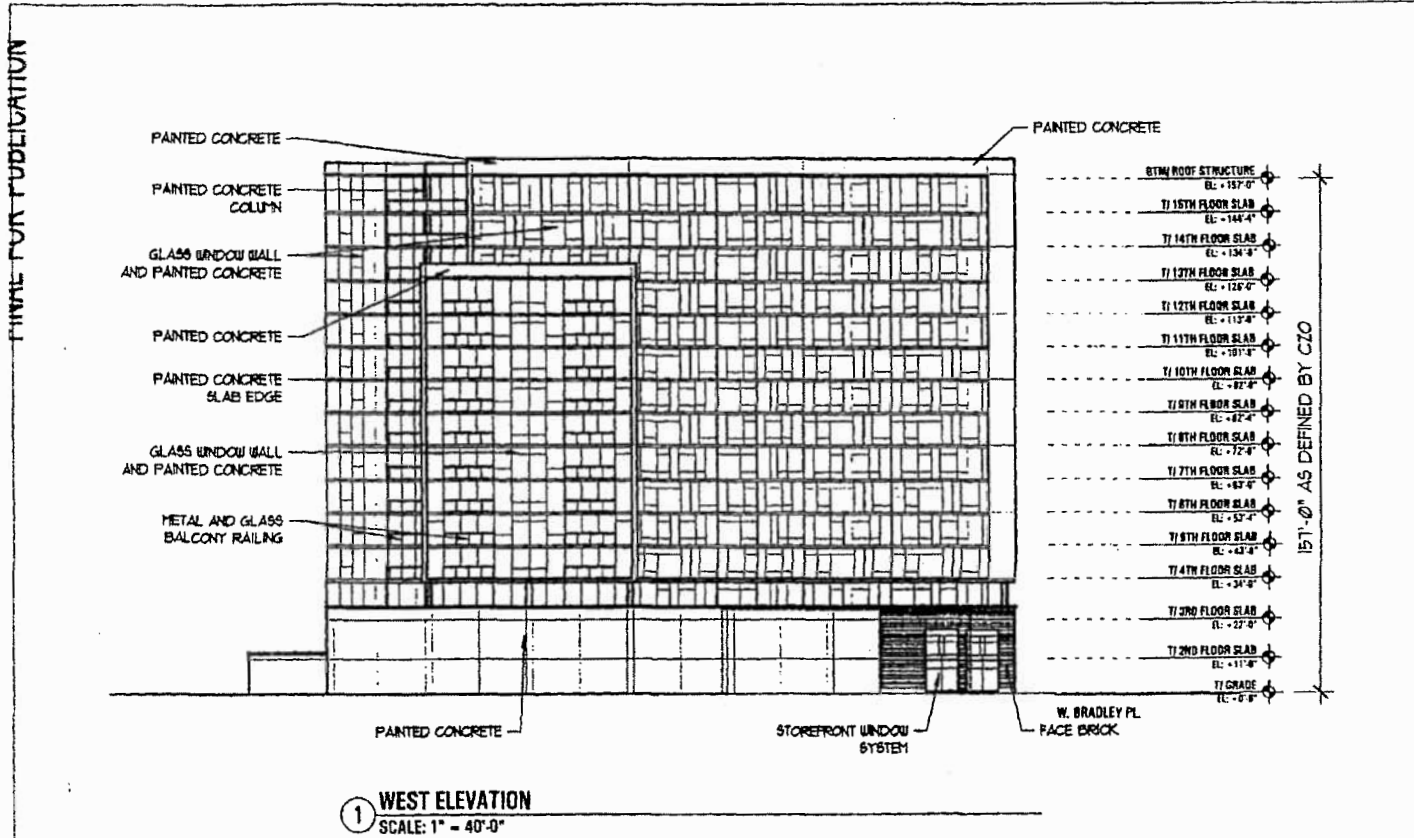 FINAL FOR PUBLICATION
PAINTED CONCRETE
PAINTED CONCRETE
COLUMN
GLASS WINDOW WALL
AND PAINTED CONCRETE
PAINTED CONCRETE
PAINTED CONCRETE
SLAB EDGE
GLASS WINDOW WALL
AND PAINTED CONCRETE
METAL AND GLASS
BALCONY RAILING
PAINTED CONCRETE
PAINTED CONCRETE
STOREFRONT WINDOW
SYSTEM
W. BRADLEY PL.
FACE BRICK
BTM/ ROOF STRUCTURE
EL: +157'-0"
T/ 15TH FLOOR SLAB
EL: +144'-4"
T/ 14TH FLOOR SLAB
T/ 13TH FLOOR SLAB
T/ 12TH FLOOR SLAB
T/ 11TH FLOOR SLAB
T/ 10TH FLOOR SLAB
T/ 9TH FLOOR SLAB
T/ 8TH FLOOR SLAB
T/ 7TH FLOOR SLAB
T/ 6TH FLOOR SLAB
T/ 5TH FLOOR SLAB
T/ 4TH FLOOR SLAB
T/ 3RD FLOOR SLAB
EL: +22'-0"
T/ 2ND FLOOR SLAB
T/ GRADE
157'-0" AS DEFINED BY CZO
1
WEST ELEVATION
SCALE: 1" = 40'-0"